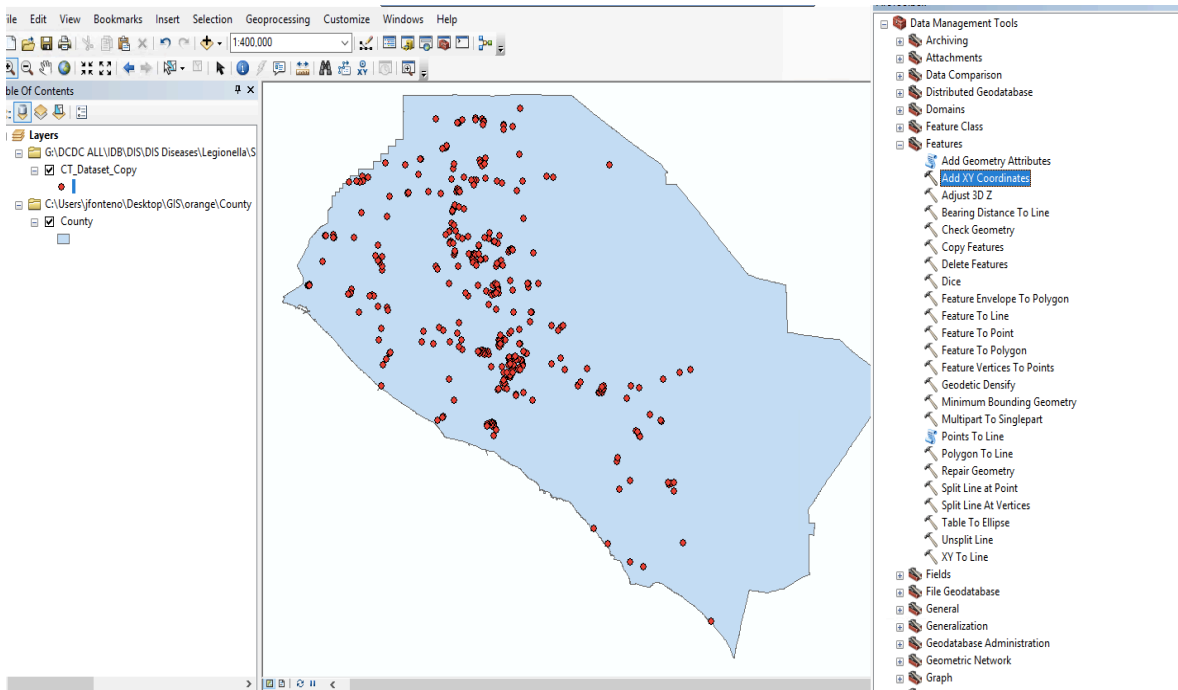 ile Edit View Bookmarks Insert Selection Geoprocessing Customize Windows Help
1:400,000
ble Of Contents
Layers
G:\DCDC ALL\IDB\DIS\DIS Diseases\Legionella\S
CT_Dataset_Copy
C:\Users\jfonteno\Desktop\GIS\orange\County
County
Data Management Tools
Archiving
Attachments
Data Comparison
Distributed Geodatabase
Domains
Feature Class
Features
Add Geometry Attributes
Add XY Coordinates
Adjust 3D Z
Bearing Distance To Line
Check Geometry
Copy Features
Delete Features
Dice
Feature Envelope To Polygon
Feature To Line
Feature To Point
Feature To Polygon
Feature Vertices To Points
Geodetic Densify
Minimum Bounding Geometry
Multipart To Singlepart
Points To Line
Polygon To Line
Repair Geometry
Split Line at Point
Split Line At Vertices
Table To Ellipse
Unsplit Line
XY To Line
Fields
File Geodatabase
General
Generalization
Geodatabase Administration
Geometric Network
Graph